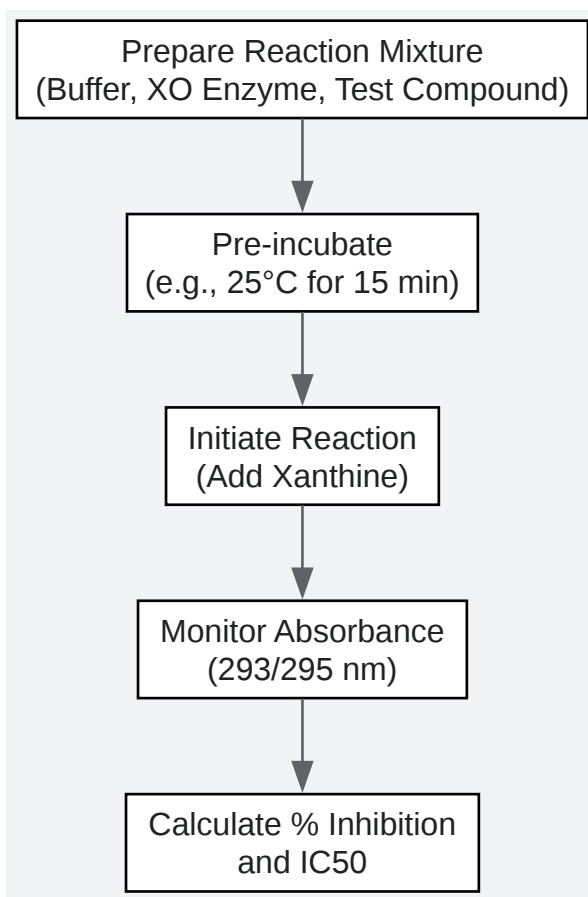 Prepare Reaction Mixture
(Buffer, XO Enzyme, Test Compound)
Pre-incubate
(e.g., 25°C for 15 min)
Initiate Reaction
(Add Xanthine)
Monitor Absorbance
(293/295 nm)
Calculate % Inhibition
and IC50